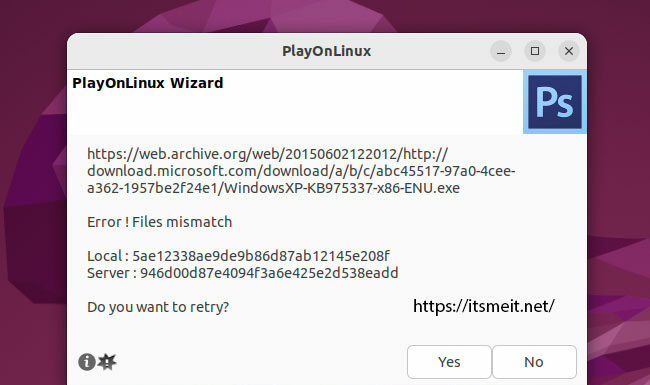 PlayOnLinux
PlayOnLinux Wizard
Ps
https://web.archive.org/web/20150602122012/http://
download.microsoft.com/download/a/b/c/abc45517-97a0-4cee-
a362-1957be2f24e1/WindowsXP-KB975337-x86-ENU.exe
Error ! Files mismatch
Local : 5ae12338ae9de9b86d87ab12145e208f
Server : 946d00d87e4094f3a6e425e2d538eadd
Do you want to retry?
https://itsmeit.net/
Yes
No